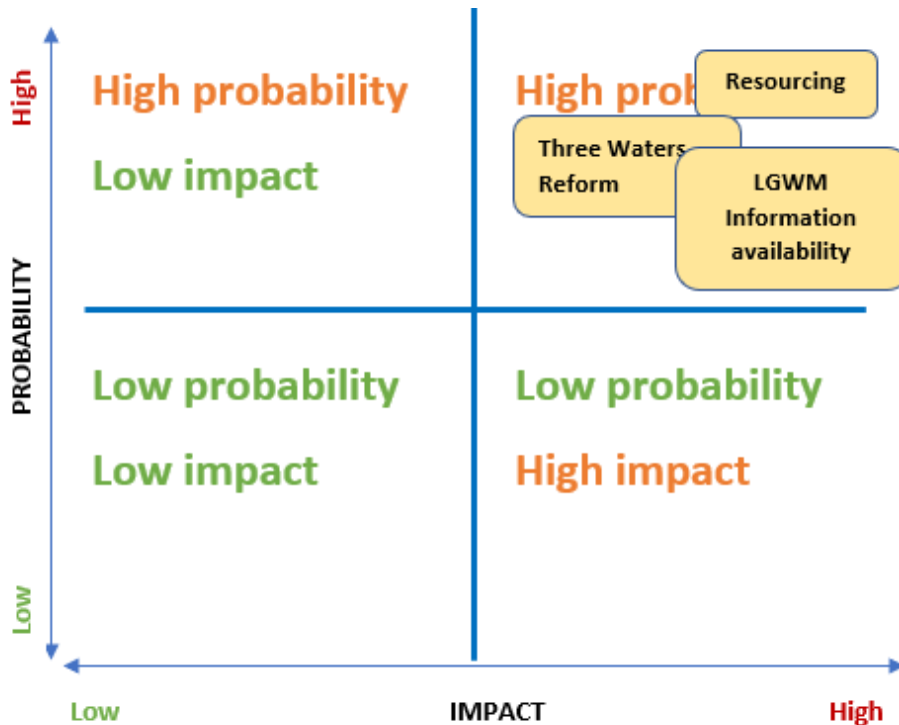 High
PROBABILITY
Low
High probability
Low impact
High prob
Resourcing
Three Waters
Reform
LGWM
Information
availability
Low probability
Low impact
Low probability
High impact
Low
IMPACT
High